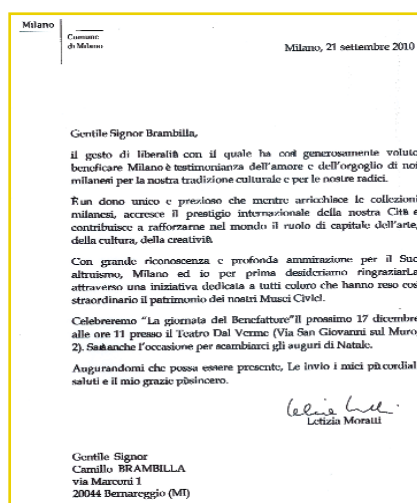 Milano
Comune
di Milano
Milano, 21 settembre 2010
Gentile Signor Brambilla,
il gesto di liberalità con il quale ha così generosamente voluto
beneficare Milano è testimonianza dell'amore e dell'orgoglio di noi
milanesi per la nostra tradizione culturale e per le nostre radici.
È un dono unico e prezioso che mentre arricchisce le collezioni
milanesi, accresce il prestigio internazionale della nostra Città e
contribuisce a rafforzarne nel mondo il ruolo di capitale dell'arte,
della cultura, della creatività.
Con grande riconoscenza e profonda ammirazione per il Suo
altruismo, Milano ed io per prima desideriamo ringraziarLa
attraverso una iniziativa dedicata a tutti coloro che hanno reso così
straordinario il patrimonio dei nostri Musei Civici.
Celebreremo "La giornata del Benefattore" il prossimo 17 dicembre
alle ore 11 presso il Teatro Dal Verme (Via San Giovanni sul Muro,
2). Sarà anche l'occasione per scambiarci gli auguri di Natale.
Augurandomi che possa essere presente, Le invio i miei più cordiali
saluti e il mio grazie più sincero.
Letizia Moratti
Gentile Signor
Camillo BRAMBILLA
via Marconi 1
20044 Bernareggio (MI)